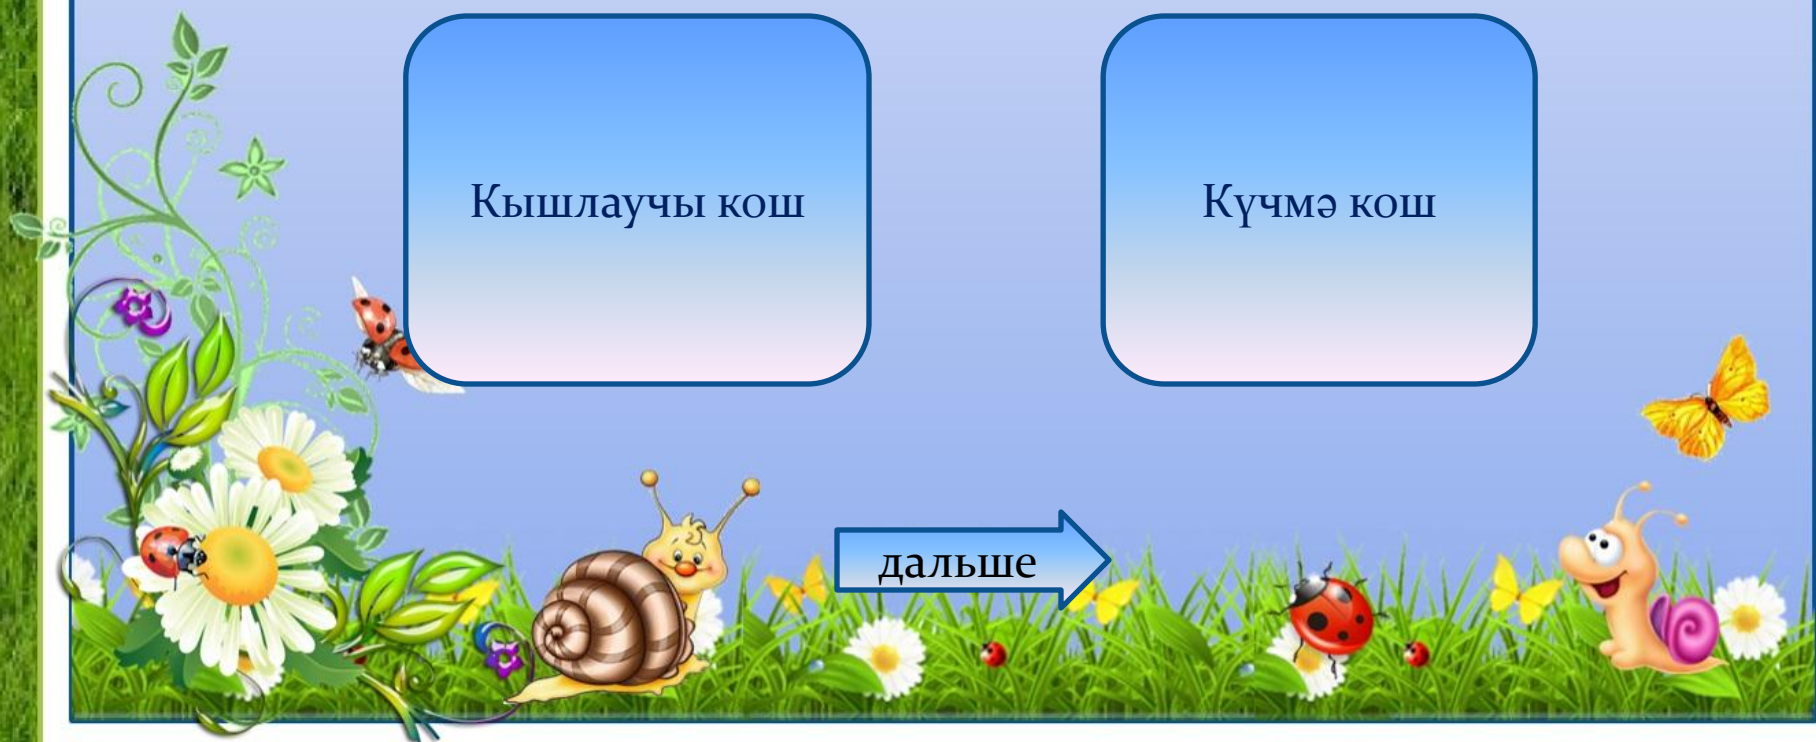 Кышлаучы кош
Күчмә кош
дальше